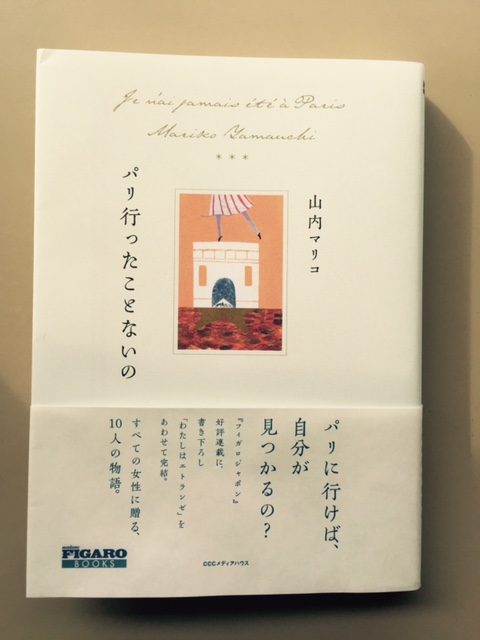 Je n'ai jamais été à Paris
Mariko Yamauchi
***
山内マリコ
パリ行ったことないの
パリに行けば、
自分が
見つかるの?
『フィガロジャポン』
好評連載に、
書き下ろし
「わたしはエトランゼ」を
あわせて完結。
すべての女性に贈る、
10人の物語。
FIGARO
BOOKS
CCCメディアハウス